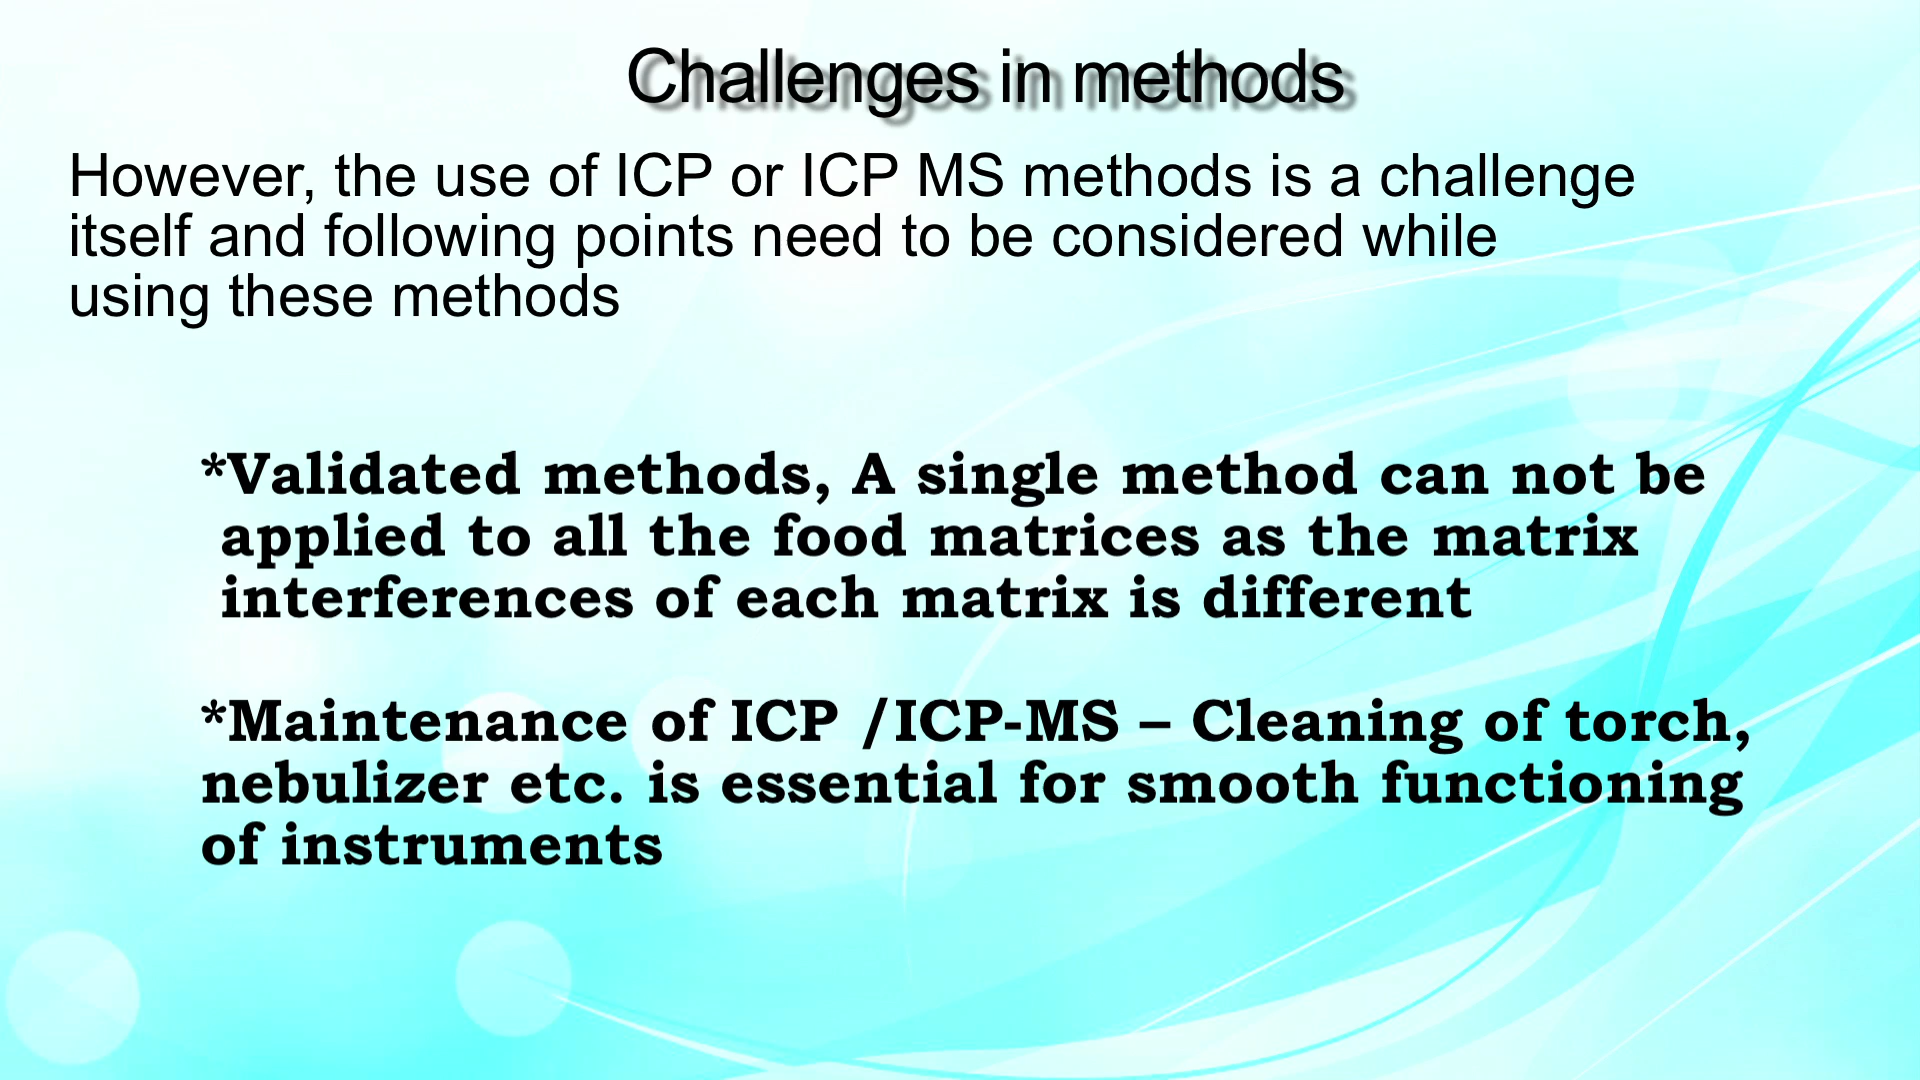 Challenges in methods
However, the use of ICP or ICP MS methods is a challenge
itself and following points need to be considered while
using these methods
*Validated methods, A single method can not be
applied to all the food matrices as the matrix
interferences of each matrix is different
*Maintenance of ICP /ICP-MS – Cleaning of torch,
nebulizer etc. is essential for smooth functioning
of instruments